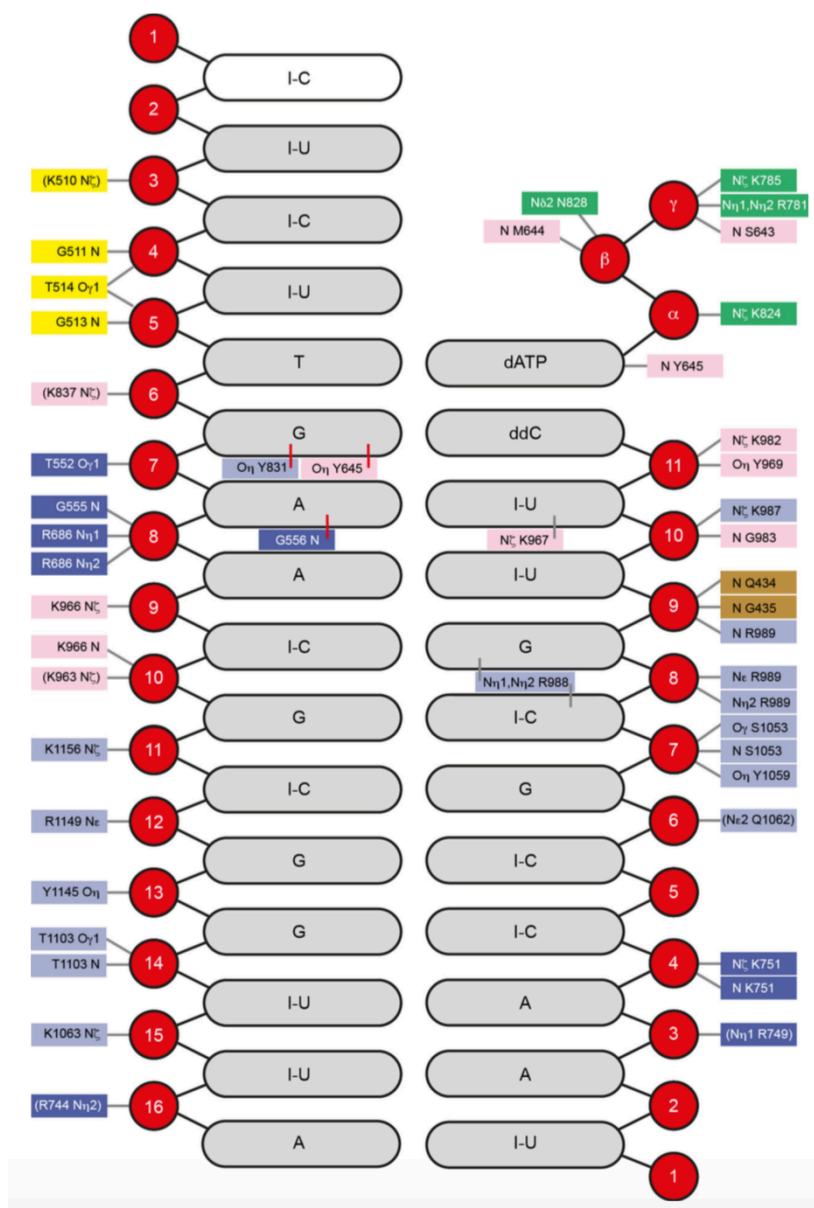 1
I-C
2
I-U
(K510 Nζ)
3
Nζ K785
Nδ2 N828
γ
Nη1,Nη2 R781
I-C
N M644
N S643
G511 N
4
β
T514 Oγ1
I-U
G513 N
5
α
Nζ K824
T
dATP
N Y645
(K837 Nζ)
6
G
ddC
Nζ K982
T552 Oγ1
7
Oη Y831
Oη Y645
11
Oη Y969
A
I-U
G555 N
Nζ K987
R686 Nη1
8
G556 N
Nζ K967
10
N G983
R686 Nη2
A
I-U
N Q434
K966 Nζ
9
9
N G435
N R989
K966 N
I-C
G
(K963 Nζ)
10
Nη1,Nη2 R988
8
Nε R989
Nη2 R989
G
I-C
Oγ S1053
K1156 Nζ
11
7
N S1053
Oη Y1059
I-C
G
R1149 Nε
12
6
(Nε2 Q1062)
G
I-C
Y1145 Oη
13
5
G
I-C
T1103 Oγ1
14
4
Nζ K751
T1103 N
N K751
I-U
A
K1063 Nζ
15
3
(Nη1 R749)
I-U
A
(R744 Nη2)
16
2
A
I-U
1